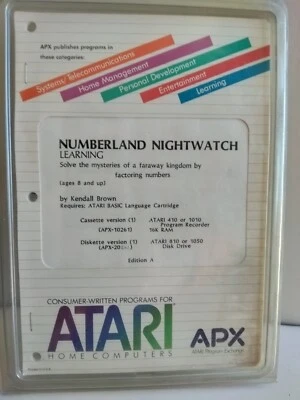 APX publishes programs in
these categories:
Systems/Telecommunications
Home Management
Personal Development
Entertainment
Learning
NUMBERLAND NIGHTWATCH
LEARNING
Solve the mysteries of a faraway kingdom by
factoring numbers
(ages 8 and up)
by Kendall Brown
Requires: ATARI BASIC Language Cartridge
Cassette version (1) ATARI 410 or 1010
Program Recorder
(APX-10261) 16K RAM
Diskette version (1) ATARI 810 or 1050
Disk Drive
Edition A
CONSUMER-WRITTEN PROGRAMS FOR
ATARI
HOME COMPUTERS
APX
ATARI Program Exchange